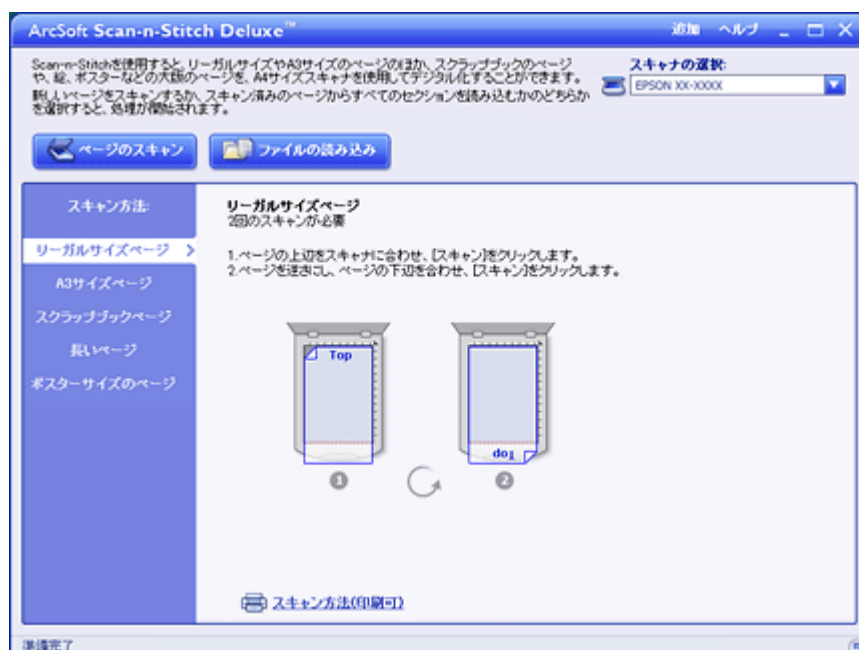 ArcSoft Scan-n-Stitch Deluxe™
追加 ヘルプ
Scan-n-Stitchを使用すると、リーガルサイズやA3サイズのページのほか、スクラップブックのページ
や、絵、ポスターなどの大版のページを、A4サイズスキャナを使用してデジタル化することができます。
新しいページをスキャンするか、スキャン済みのページからすべてのセクションを読み込むかのどちらか
を選択すると、処理が開始されます。
スキャナの選択:
EPSON XX-XXXX
ページのスキャン
ファイルの読み込み
スキャン方法:
リーガルサイズページ
A3サイズページ
スクラップブックページ
長いページ
ポスターサイズのページ
リーガルサイズページ
2回のスキャンが必要
1.ページの上辺をスキャナに合わせ、[スキャン]をクリックします。
2.ページを逆さにし、ページの下辺を合わせ、[スキャン]をクリックします。
Top
Top
1
2
スキャン方法(印刷可)
準備完了